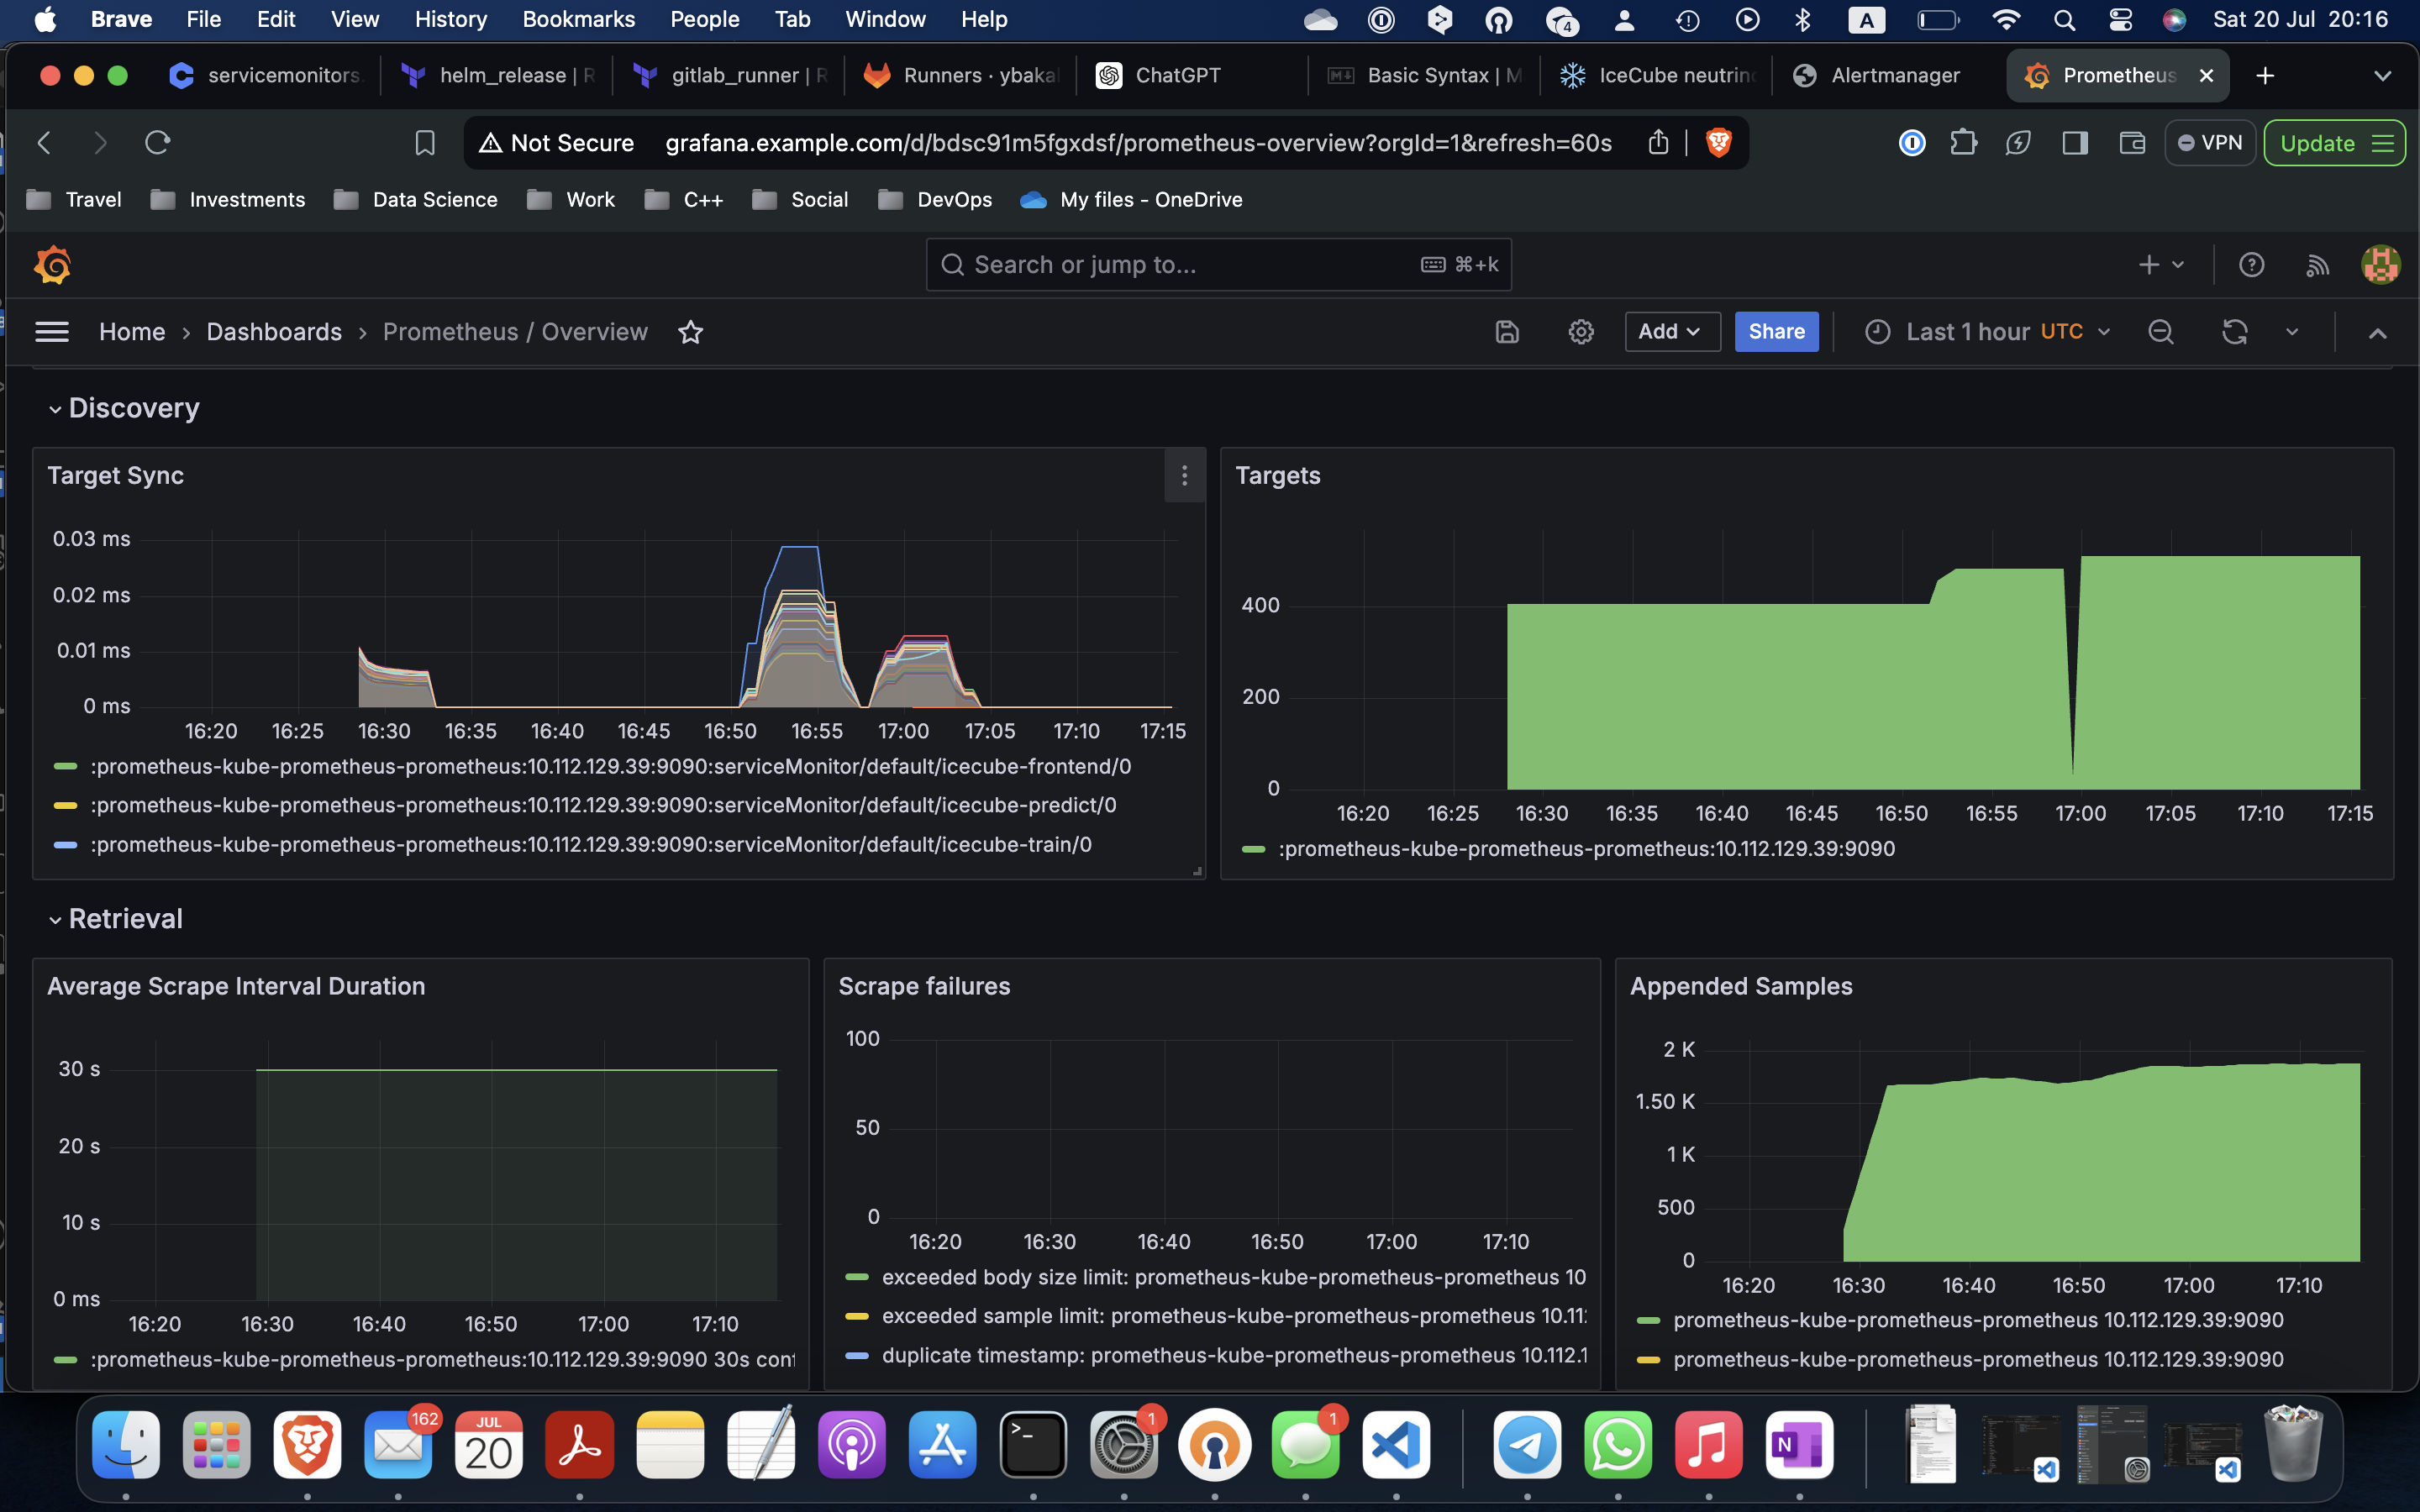 Brave File Edit View History Bookmarks People Tab Window Help 4 A Sat 20 Jul 20:16
servicemonitors. helm_release | R gitlab_runner | R Runners · ybaka ChatGPT Basic Syntax | M IceCube neutrin Alertmanager Prometheus
Not Secure grafana.example.com/d/bdsc91m5fgxdsf/prometheus-overview?orgId=1&refresh=60s VPN Update
Travel Investments Data Science Work C++ Social DevOps My files - OneDrive
Search or jump to... ⌘+k
Home › Dashboards › Prometheus / Overview Add Share Last 1 hour UTC
Discovery
Target Sync
0.03 ms
0.02 ms
0.01 ms
0 ms
16:20 16:25 16:30 16:35 16:40 16:45 16:50 16:55 17:00 17:05 17:10 17:15
:prometheus-kube-prometheus-prometheus:10.112.129.39:9090:serviceMonitor/default/icecube-frontend/0
:prometheus-kube-prometheus-prometheus:10.112.129.39:9090:serviceMonitor/default/icecube-predict/0
:prometheus-kube-prometheus-prometheus:10.112.129.39:9090:serviceMonitor/default/icecube-train/0
Targets
400
200
0
16:20 16:25 16:30 16:35 16:40 16:45 16:50 16:55 17:00 17:05 17:10 17:15
:prometheus-kube-prometheus-prometheus:10.112.129.39:9090
Retrieval
Average Scrape Interval Duration
30 s
20 s
10 s
0 ms
16:20 16:30 16:40 16:50 17:00 17:10
:prometheus-kube-prometheus-prometheus:10.112.129.39:9090 30s conf
Scrape failures
100
50
0
16:20 16:30 16:40 16:50 17:00 17:10
exceeded body size limit: prometheus-kube-prometheus-prometheus 10
exceeded sample limit: prometheus-kube-prometheus-prometheus 10.11
duplicate timestamp: prometheus-kube-prometheus-prometheus 10.112.1
Appended Samples
2 K
1.50 K
1 K
500
0
16:20 16:30 16:40 16:50 17:00 17:10
prometheus-kube-prometheus-prometheus 10.112.129.39:9090
prometheus-kube-prometheus-prometheus 10.112.129.39:9090
162 JUL 20 >_ 1 1 N